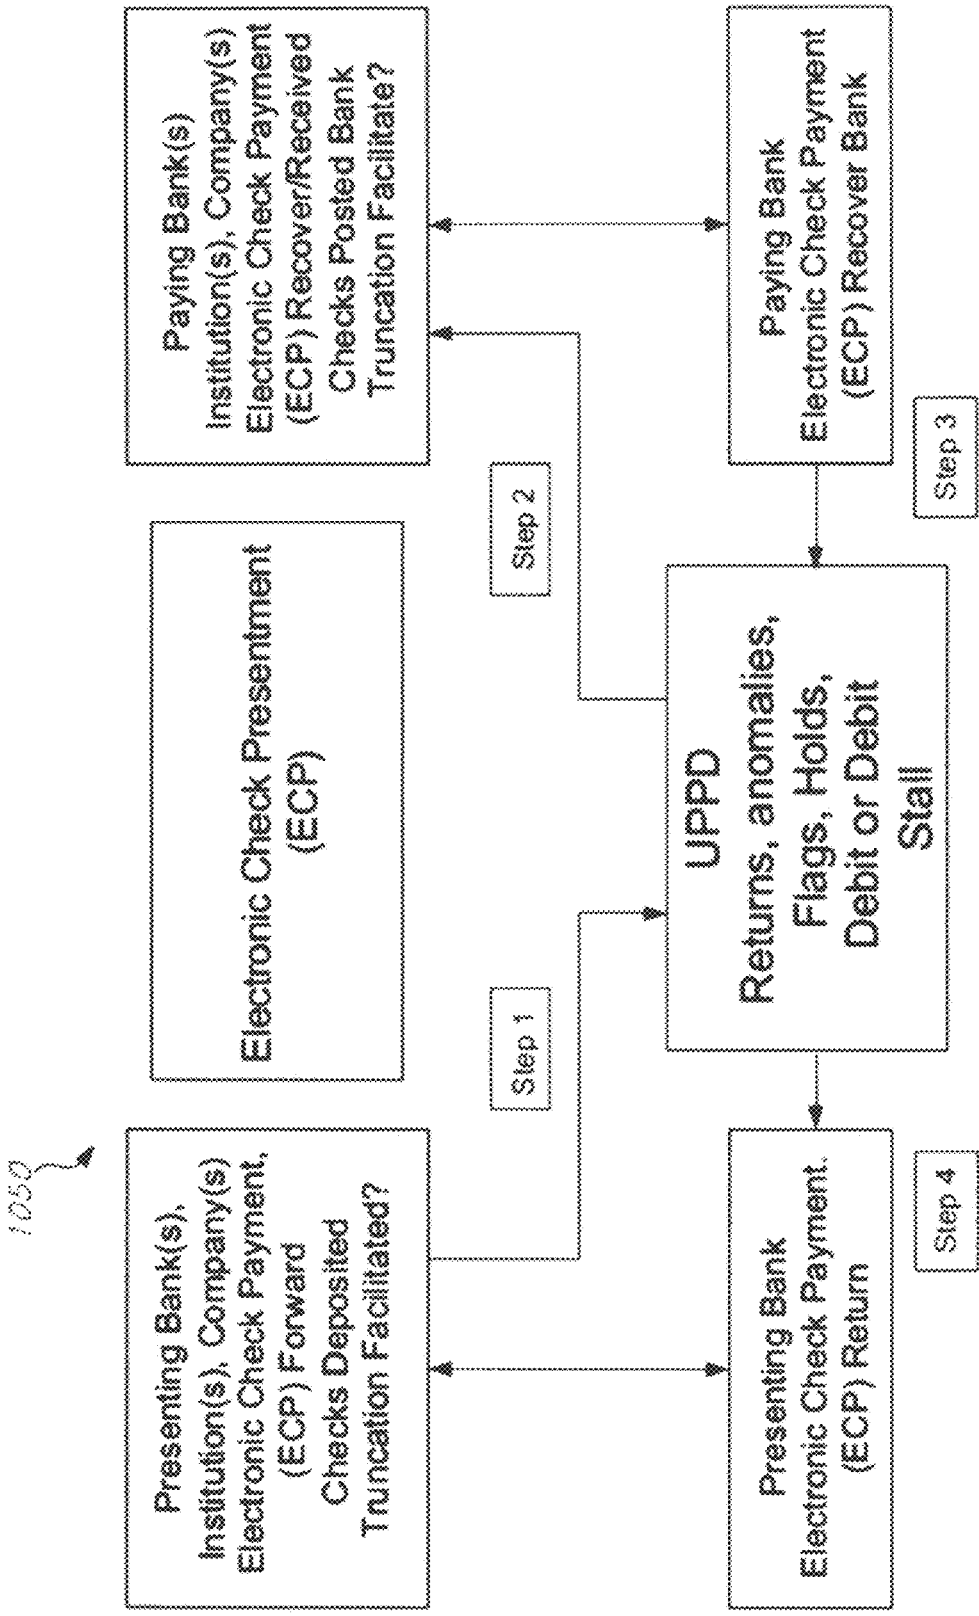 1050
Presenting Bank(s),
Institution(s), Company(s)
Electronic Check Payment,
(ECP) Forward
Checks Deposited
Truncation Facilitated?
Electronic Check Presentment
(ECP)
Paying Bank(s)
Institution(s), Company(s)
Electronic Check Payment
(ECP) Recover/Received
Checks Posted Bank
Truncation Facilitate?
Step 1
Step 2
Presenting Bank
Electronic Check Payment.
(ECP) Return
UPPD
Returns, anomalies,
Flags, Holds,
Debit or Debit
Stall
Paying Bank
Electronic Check Payment
(ECP) Recover Bank
Step 4
Step 3